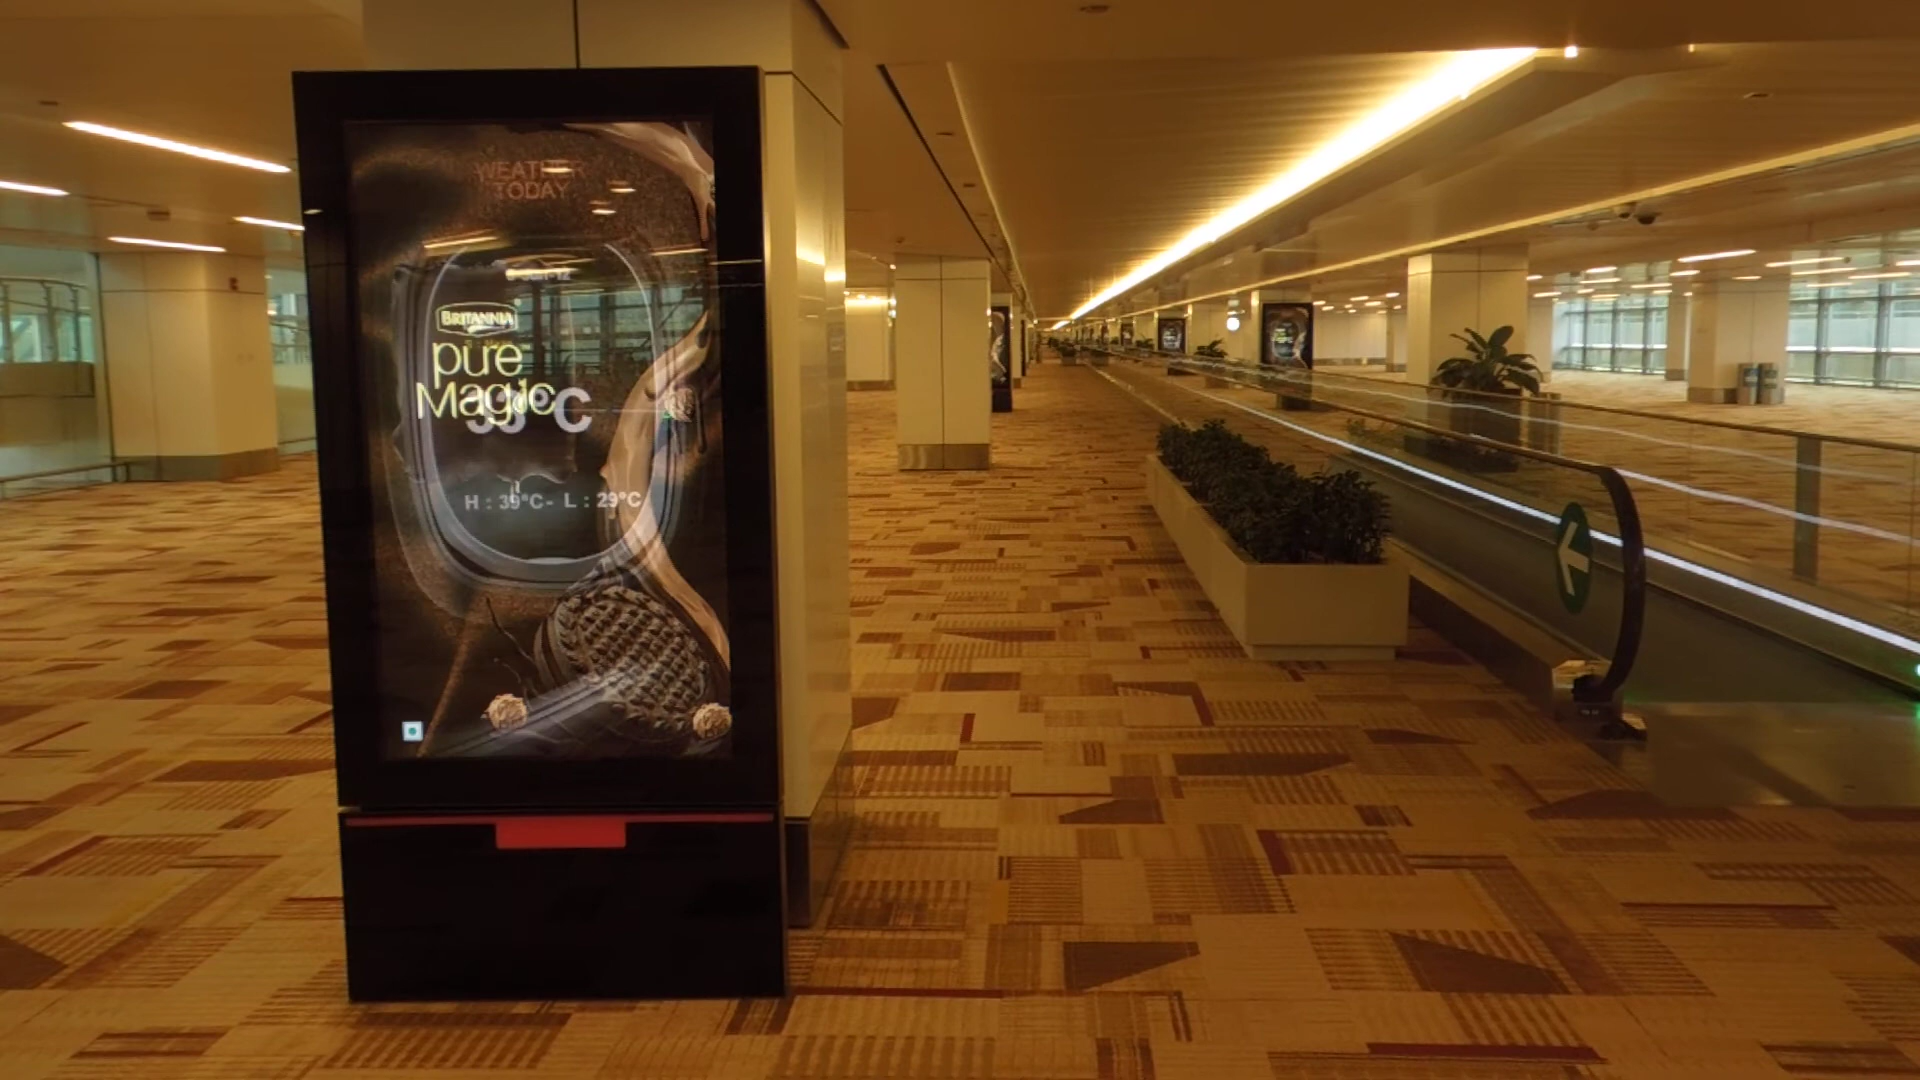 WEATHER
TODAY
BRITANNIA
pure
Magic
°C
H : 39°C- L : 29°C